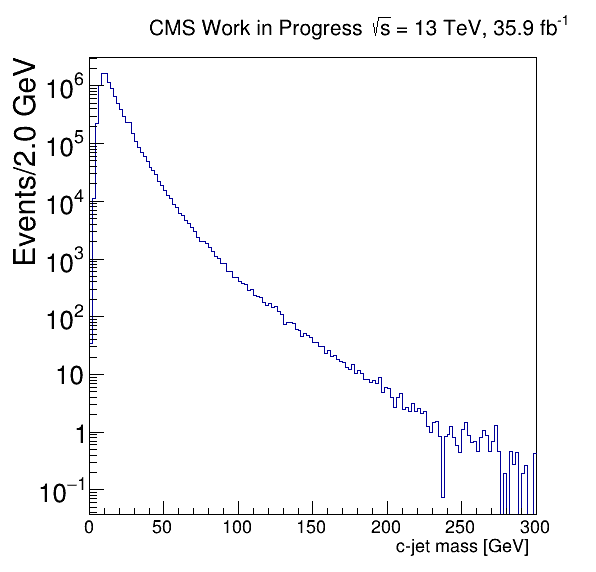 CMS Work in Progress √s = 13 TeV, 35.9 fb⁻¹
Events/2.0 GeV
10⁶
10⁵
10⁴
10³
10²
10
1
10⁻¹
0 50 100 150 200 250 300
c-jet mass [GeV]